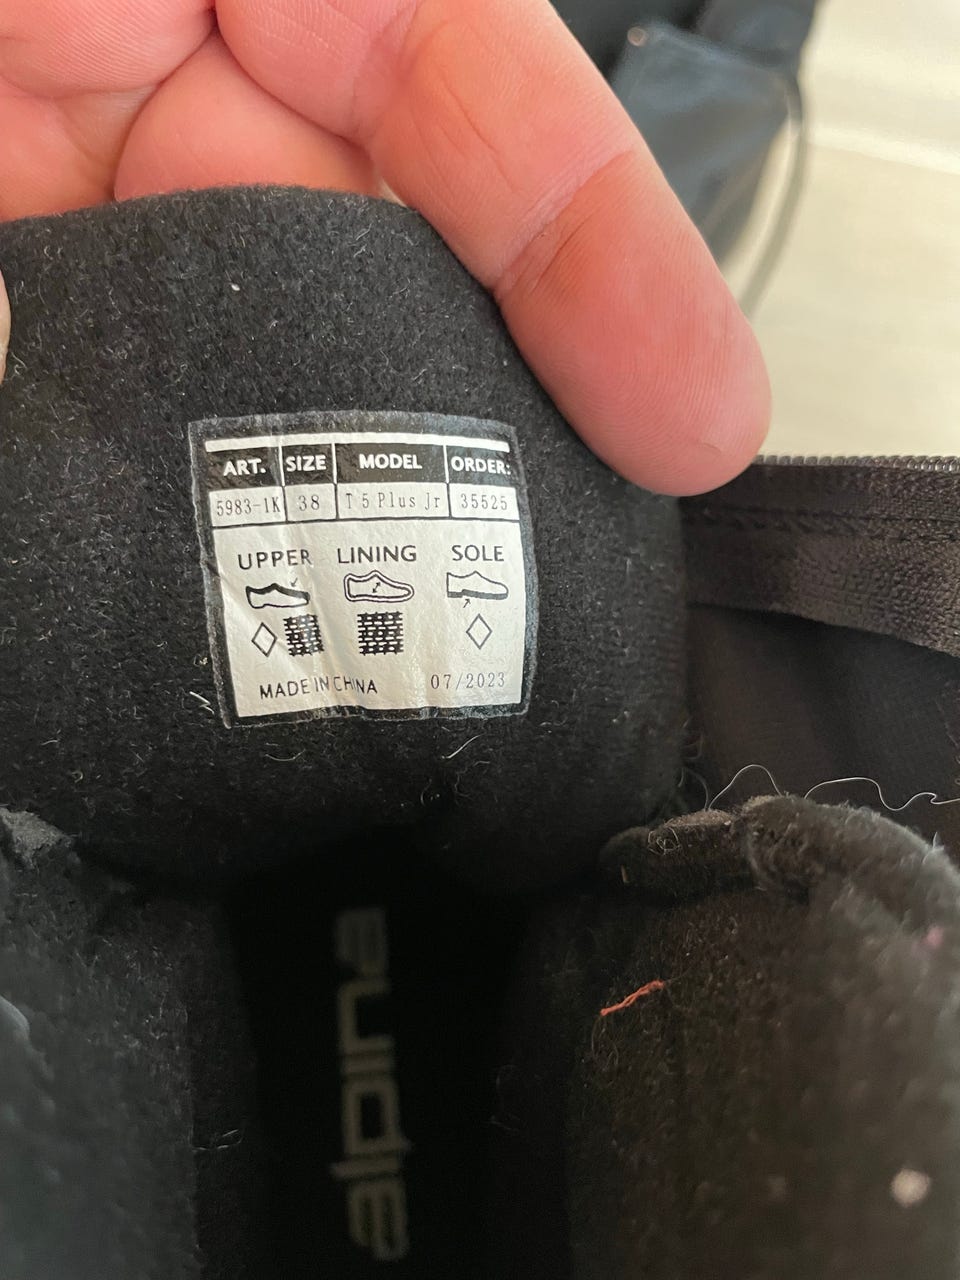 ART. SIZE MODEL ORDER:
5983-1K 38 T 5 Plus Jr 35525
UPPER LINING SOLE
MADE IN CHINA 07/2023
alpina